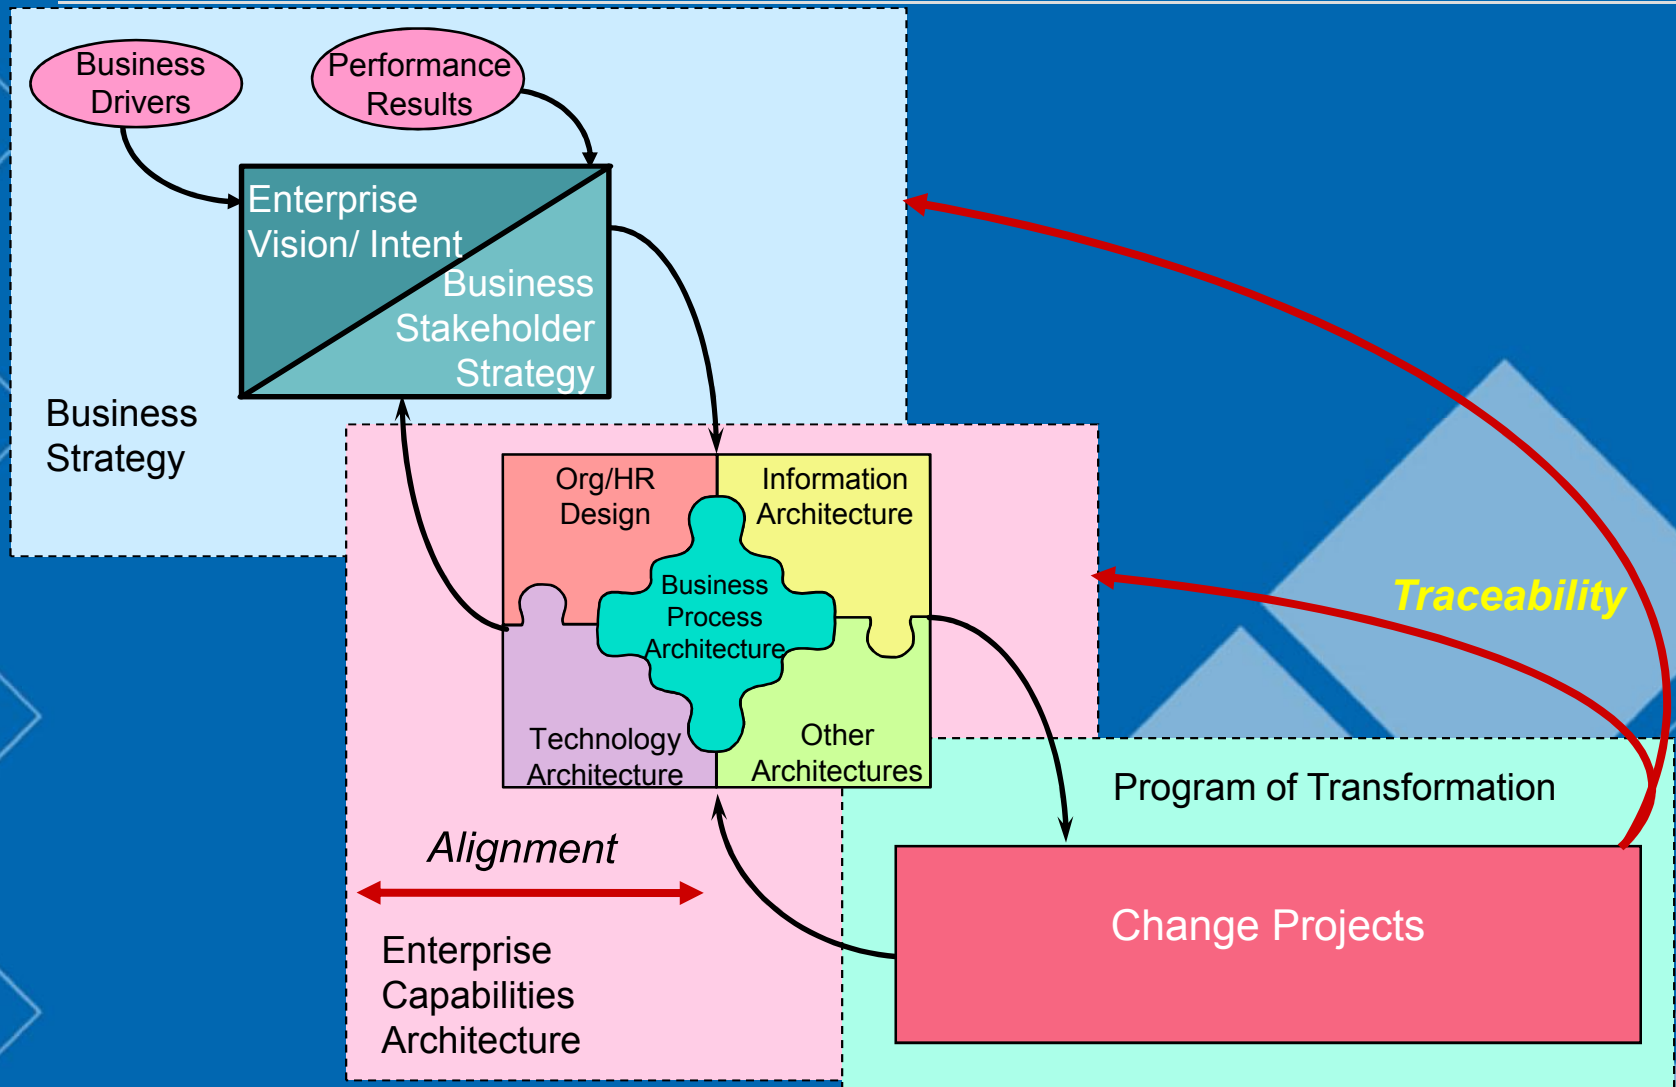 Business
Drivers
Performance
Results
Enterprise
Vision/ Intent
Business
Stakeholder
Strategy
Business
Strategy
Org/HR
Design
Information
Architecture
Business
Process
Architecture
Technology
Architecture
Other
Architectures
Traceability
Alignment
Enterprise
Capabilities
Architecture
Program of Transformation
Change Projects